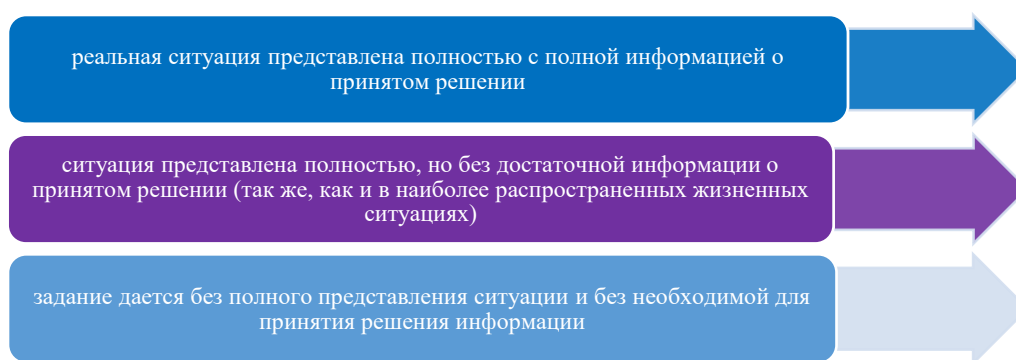 реальная ситуация представлена полностью с полной информацией о
принятом решении
ситуация представлена полностью, но без достаточной информации о
принятом решении (так же, как и в наиболее распространенных жизненных
ситуациях)
задание дается без полного представления ситуации и без необходимой для
принятия решения информации